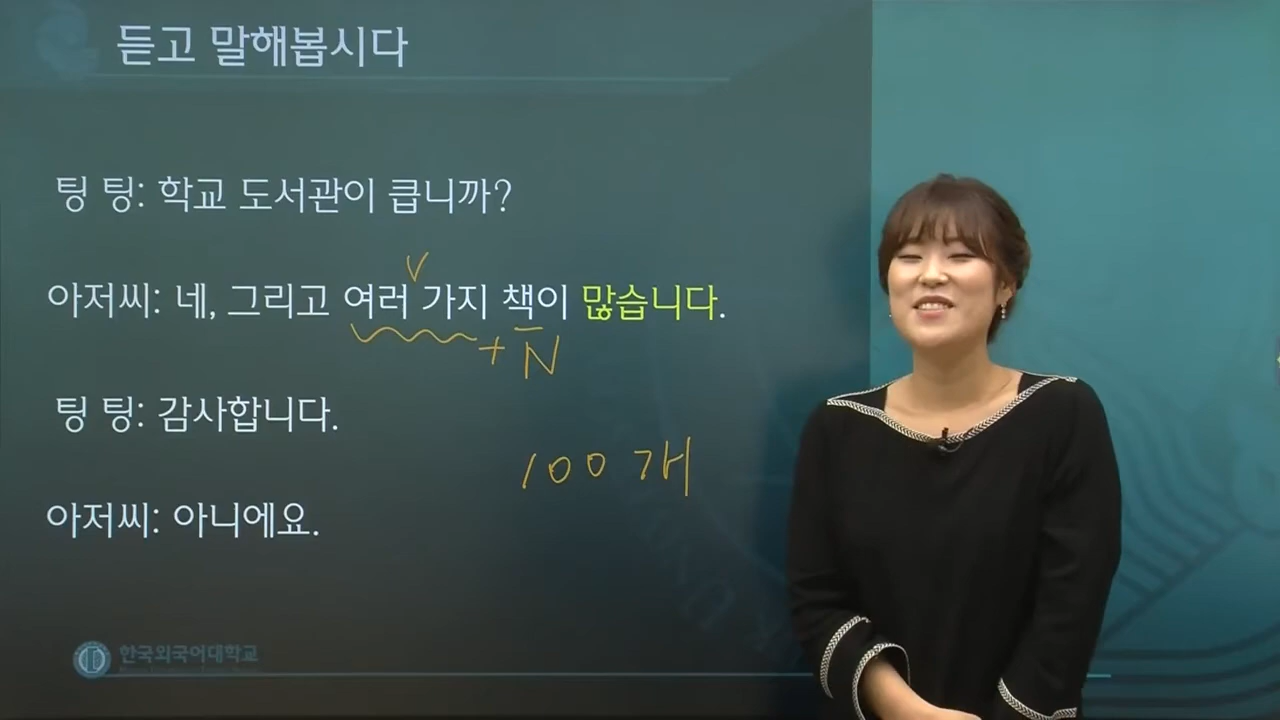 듣고 말해봅시다
팅 팅: 학교 도서관이 큽니까?
V
아저씨: 네, 그리고 여러 가지 책이 많습니다.
+ N
팅 팅: 감사합니다.
100 개
아저씨: 아니에요.
한국외국어대학교